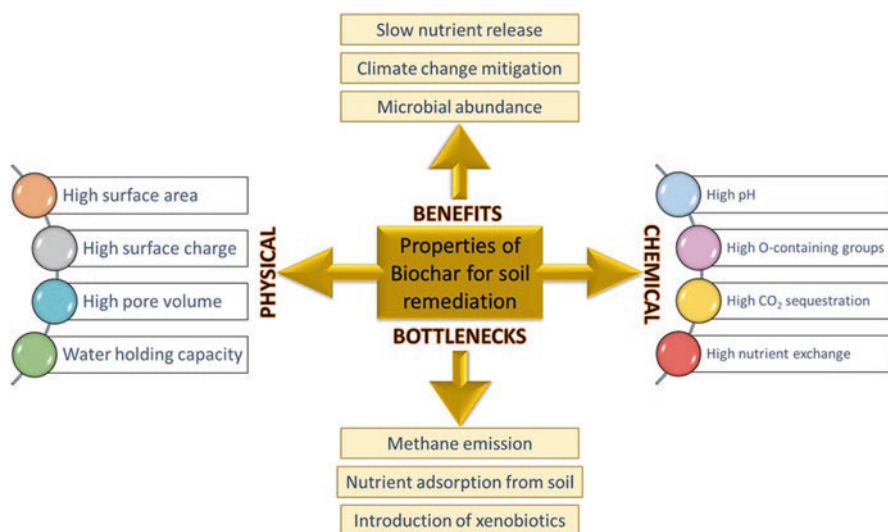 Slow nutrient release
Climate change mitigation
Microbial abundance
BENEFITS
PHYSICAL
High surface area
High surface charge
High pore volume
Water holding capacity
Properties of
Biochar for soil
remediation
CHEMICAL
High pH
High O-containing groups
High CO₂ sequestration
High nutrient exchange
BOTTLENECKS
Methane emission
Nutrient adsorption from soil
Introduction of xenobiotics